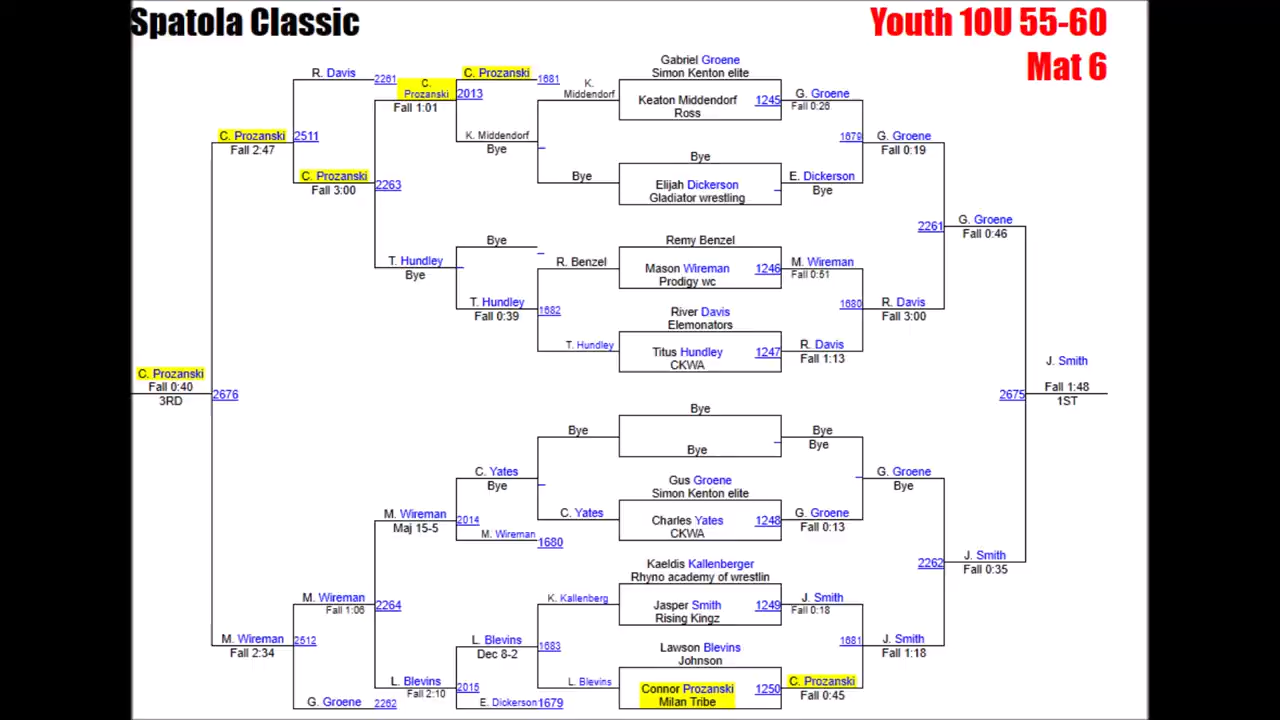 Spatola Classic
Youth 10U 55-60
Mat 6
R. Davis
2261
C.
Prozanski
Fall 1:01
C. Prozanski
1681
2013
K. Middendorf
Bye
K.
Middendorf
Bye
Gabriel Groene
Simon Kenton elite
Keaton Middendorf
Ross
1245
G. Groene
Fall 0:26
Bye
Elijah Dickerson
Gladiator wrestling
E. Dickerson
Bye
1679
G. Groene
Fall 0:19
C. Prozanski
Fall 2:47
2511
C. Prozanski
Fall 3:00
2263
T. Hundley
Bye
Bye
T. Hundley
Fall 0:39
R. Benzel
1682
T. Hundley
Remy Benzel
Mason Wireman
Prodigy wc
1246
M. Wireman
Fall 0:51
River Davis
Elemonators
Titus Hundley
CKWA
1247
R. Davis
Fall 1:13
1680
R. Davis
Fall 3:00
2261
G. Groene
Fall 0:46
C. Prozanski
Fall 0:40
3RD
2676
2675
J. Smith
Fall 1:48
1ST
Bye
Bye
Bye
Bye
Bye
Bye
C. Yates
Bye
C. Yates
Gus Groene
Simon Kenton elite
Charles Yates
CKWA
1248
G. Groene
Fall 0:13
G. Groene
Bye
M. Wireman
Maj 15-5
2014
M. Wireman
1680
Kaeldis Kallenberger
Rhyno academy of wrestlin
Jasper Smith
Rising Kingz
1249
J. Smith
Fall 0:18
2262
J. Smith
Fall 0:35
M. Wireman
Fall 1:06
2264
K. Kallenberg
M. Wireman
Fall 2:34
2512
L. Blevins
Dec 8-2
1683
Lawson Blevins
Johnson
Connor Prozanski
Milan Tribe
1250
C. Prozanski
Fall 0:45
1681
J. Smith
Fall 1:18
L. Blevins
Fall 2:10
2015
L. Blevins
E. Dickerson
1679
G. Groene
2262